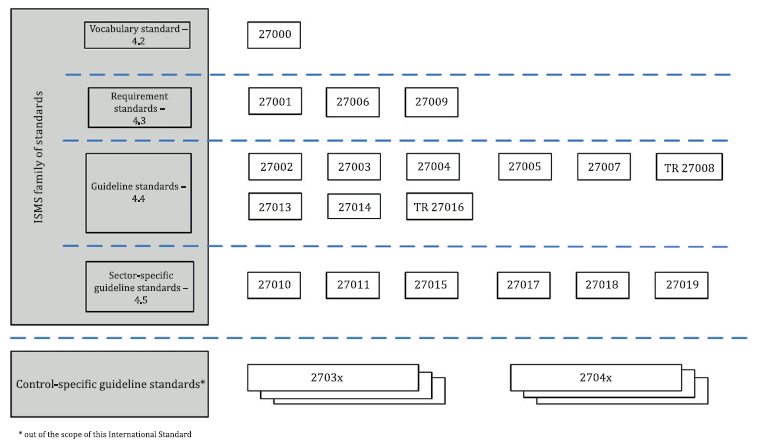 Vocabulary standard –
4.2
27000
ISMS family of standards
Requirement
standards –
4.3
27001
27006
27009
Guideline standards –
4.4
27002
27003
27004
27005
27007
TR 27008
27013
27014
TR 27016
Sector-specific
guideline standards –
4.5
27010
27011
27015
27017
27018
27019
Control-specific guideline standards*
2703x
2704x
* out of the scope of this International Standard